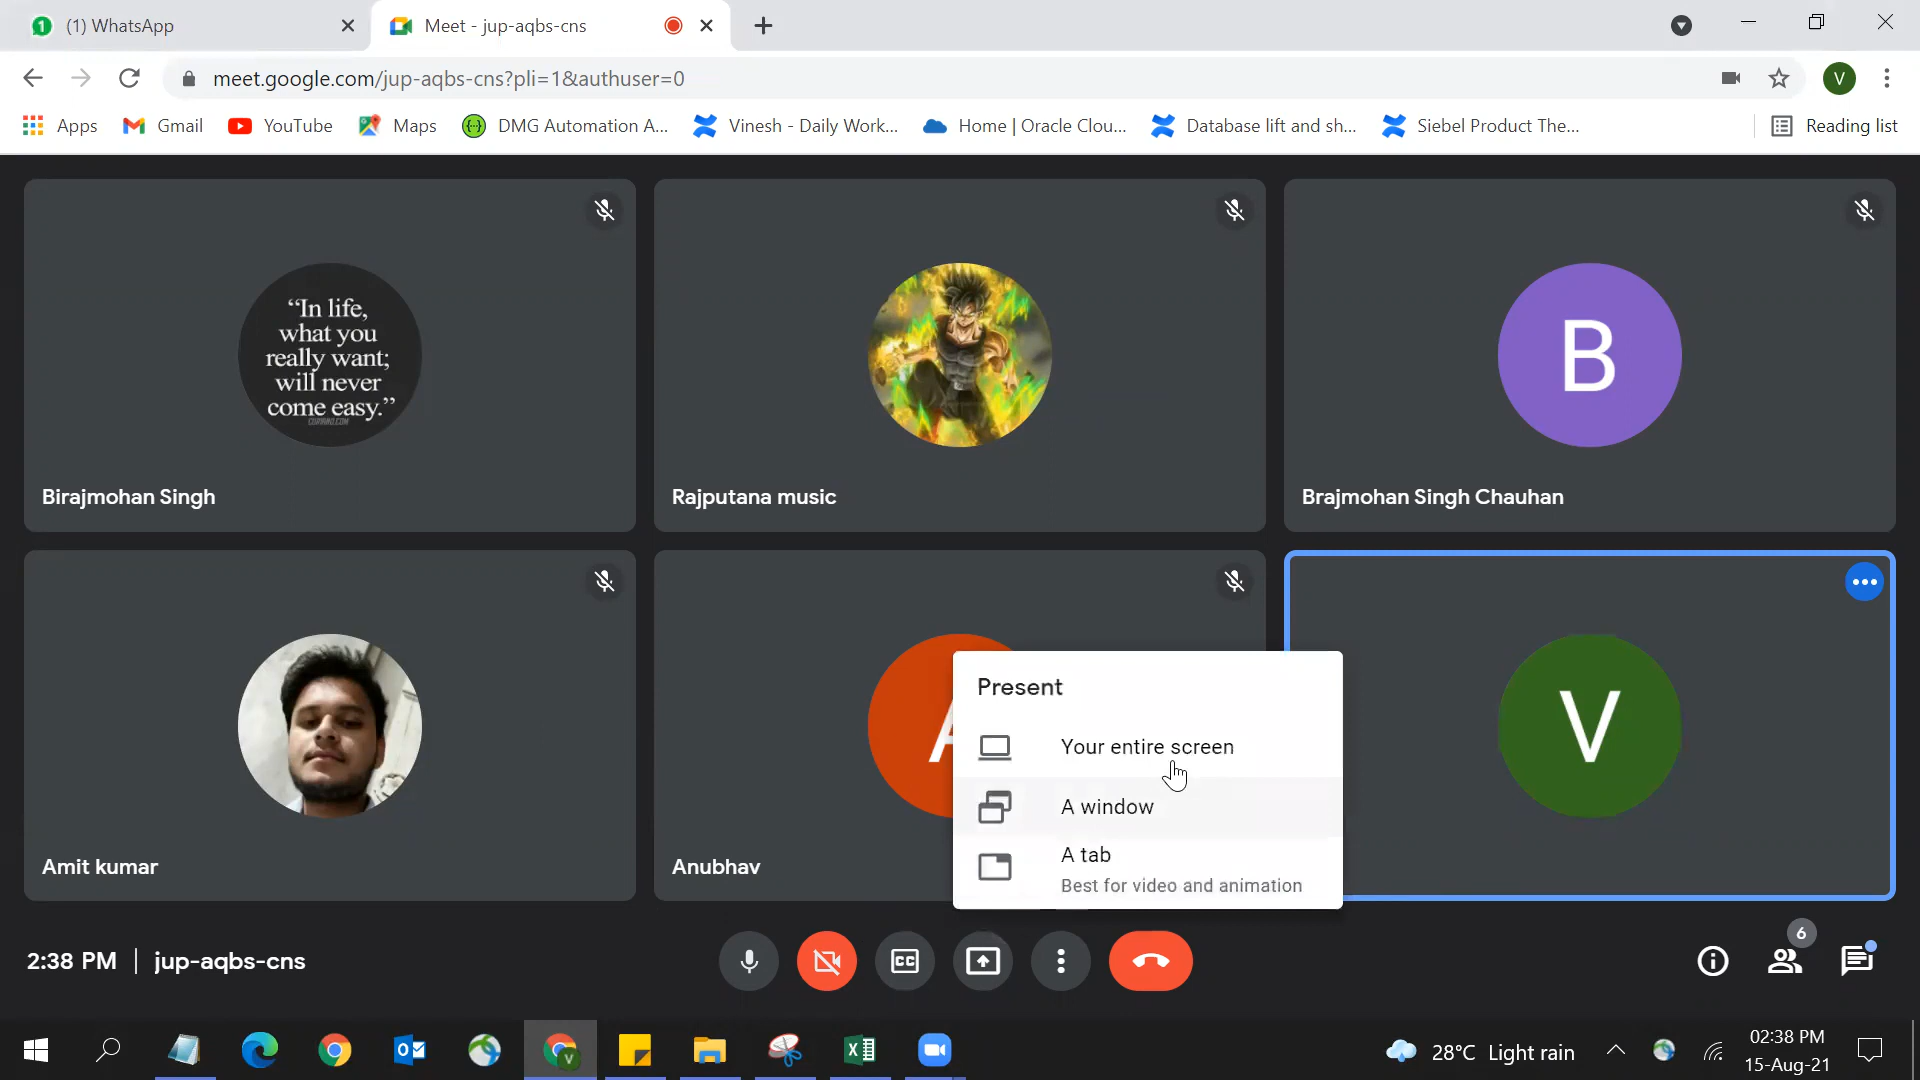 1 (1) WhatsApp
Meet - jup-aqbs-cns
meet.google.com/jup-aqbs-cns?pli=1&authuser=0
V
Apps
Gmail
YouTube
Maps
DMG Automation A...
Vinesh - Daily Work...
Home | Oracle Clou...
Database lift and sh...
Siebel Product The...
Reading list
“In life,
what you
really want;
will never
come easy.”
B
Birajmohan Singh
Rajputana music
Brajmohan Singh Chauhan
A
V
Amit kumar
Anubhav
Present
Your entire screen
A window
A tab
Best for video and animation
2:38 PM | jup-aqbs-cns
CC
6
28°C Light rain
02:38 PM
15-Aug-21